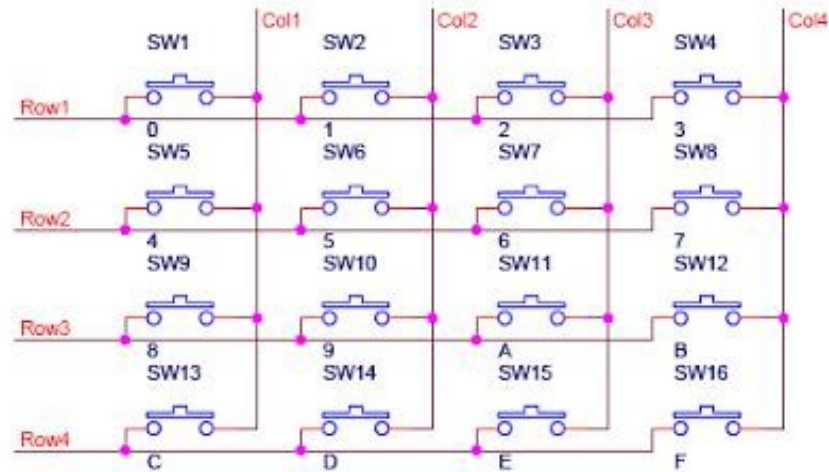 Col1 Col2 Col3 Col4
SW1 SW2 SW3 SW4
Row1
0 1 2 3
SW5 SW6 SW7 SW8
Row2
4 5 6 7
SW9 SW10 SW11 SW12
Row3
8 9 A B
SW13 SW14 SW15 SW16
Row4
C D E F